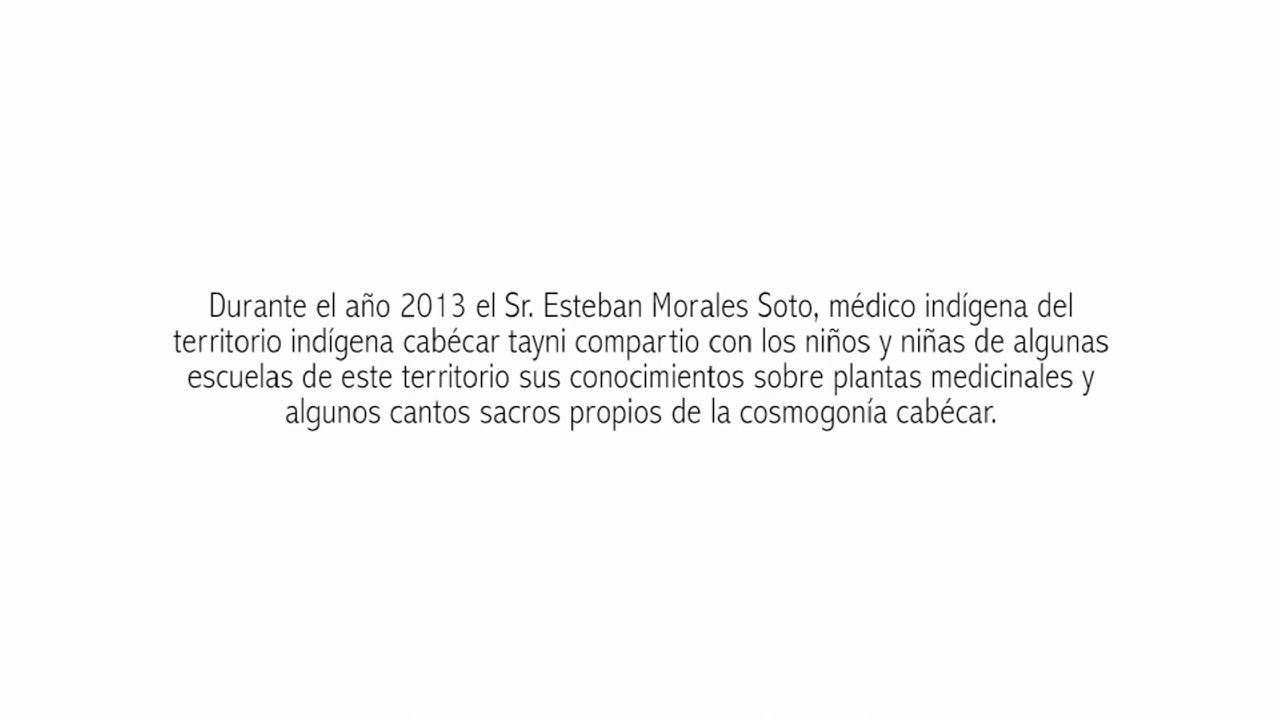 Durante el año 2013 el Sr. Esteban Morales Soto, médico indígena del
territorio indígena cabécar tayni compartio con los niños y niñas de algunas
escuelas de este territorio sus conocimientos sobre plantas medicinales y
algunos cantos sacros propios de la cosmogonía cabécar.